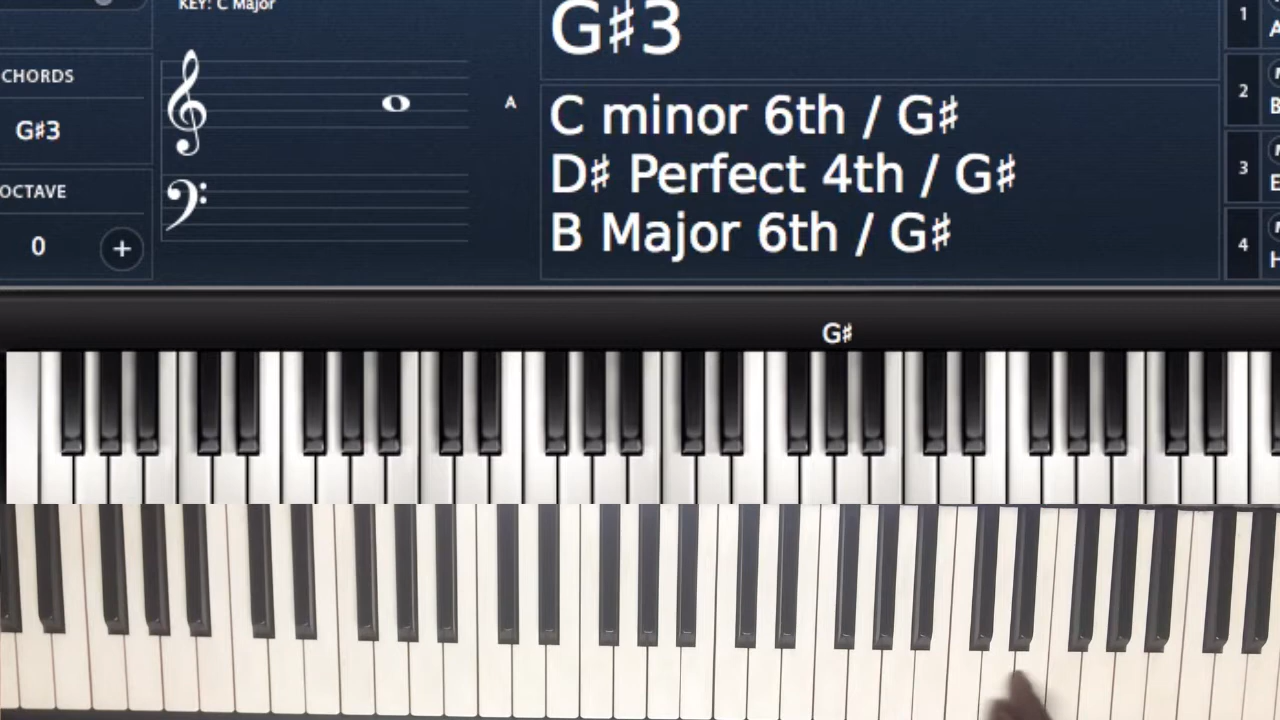 KEY: C Major
G♯3
CHORDS
G♯3
OCTAVE
0
+
A
C minor 6th / G♯
D♯ Perfect 4th / G♯
B Major 6th / G♯
1
2
3
4
G♯